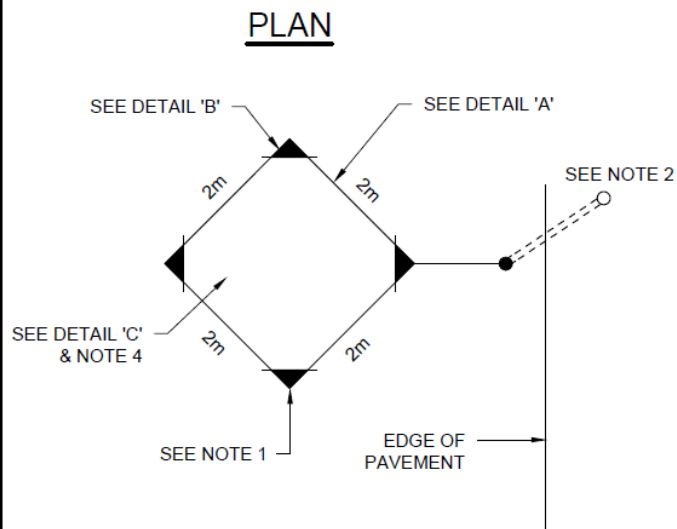 PLAN
SEE DETAIL 'B'
SEE DETAIL 'A'
SEE NOTE 2
2m
2m
SEE DETAIL 'C'
& NOTE 4
2m
2m
SEE NOTE 1
EDGE OF
PAVEMENT